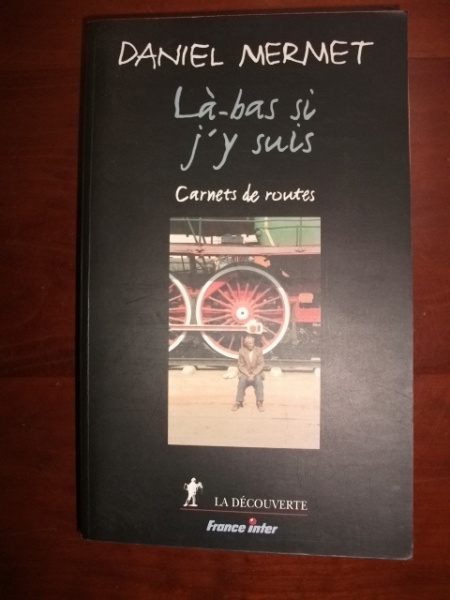 DANIEL MERMET
Là-bas si
j'y suis
Carnets de routes
LA DÉCOUVERTE
France inter